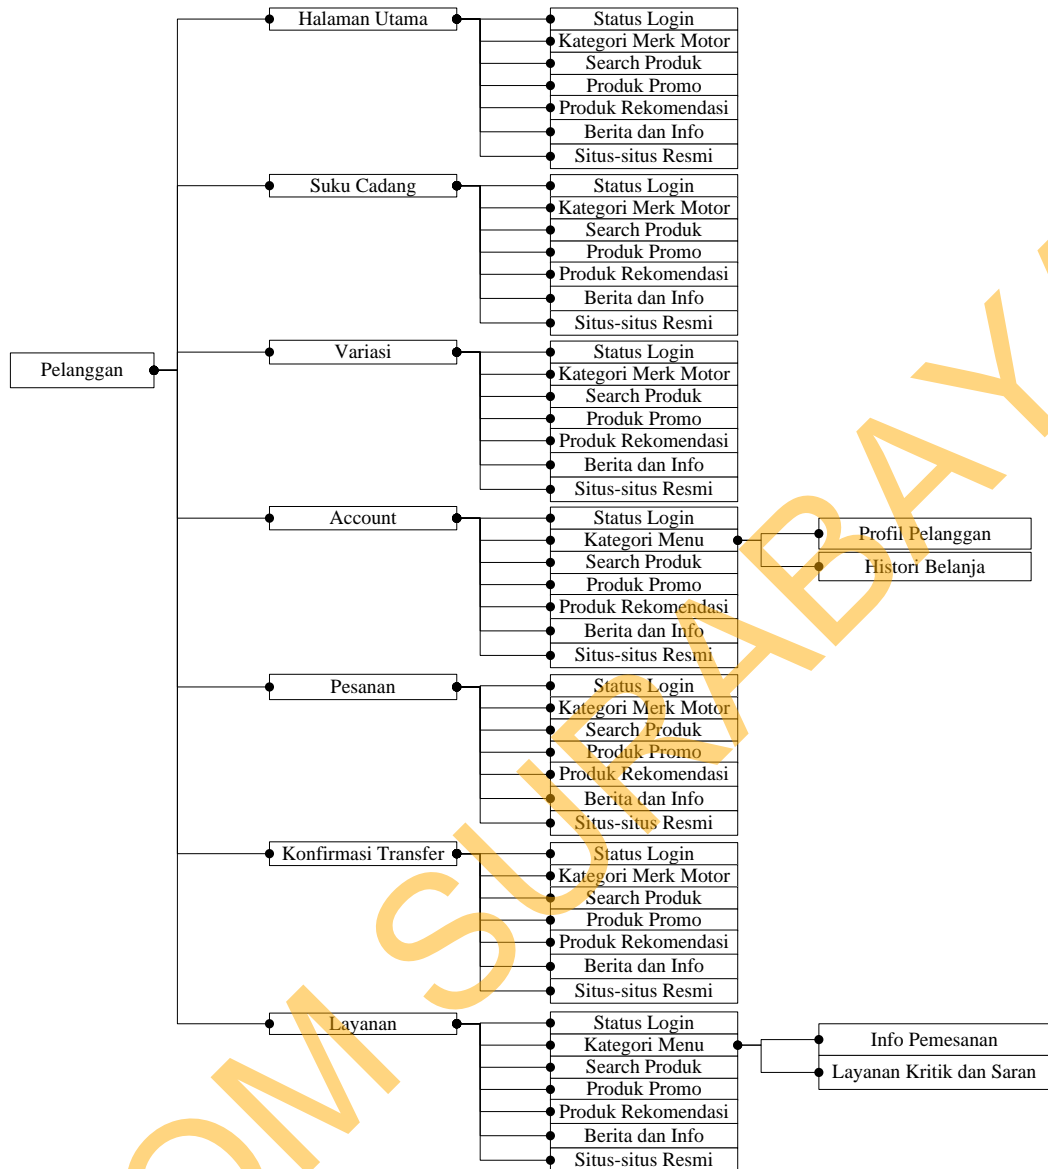 Pelanggan
Halaman Utama
Status Login
Kategori Merk Motor
Search Produk
Produk Promo
Produk Rekomendasi
Berita dan Info
Situs-situs Resmi
Suku Cadang
Status Login
Kategori Merk Motor
Search Produk
Produk Promo
Produk Rekomendasi
Berita dan Info
Situs-situs Resmi
Variasi
Status Login
Kategori Merk Motor
Search Produk
Produk Promo
Produk Rekomendasi
Berita dan Info
Situs-situs Resmi
Account
Status Login
Kategori Menu
Profil Pelanggan
Histori Belanja
Search Produk
Produk Promo
Produk Rekomendasi
Berita dan Info
Situs-situs Resmi
Pesanan
Status Login
Kategori Merk Motor
Search Produk
Produk Promo
Produk Rekomendasi
Berita dan Info
Situs-situs Resmi
Konfirmasi Transfer
Status Login
Kategori Merk Motor
Search Produk
Produk Promo
Produk Rekomendasi
Berita dan Info
Situs-situs Resmi
Layanan
Status Login
Kategori Menu
Info Pemesanan
Layanan Kritik dan Saran
Search Produk
Produk Promo
Produk Rekomendasi
Berita dan Info
Situs-situs Resmi
OM SURABAYA